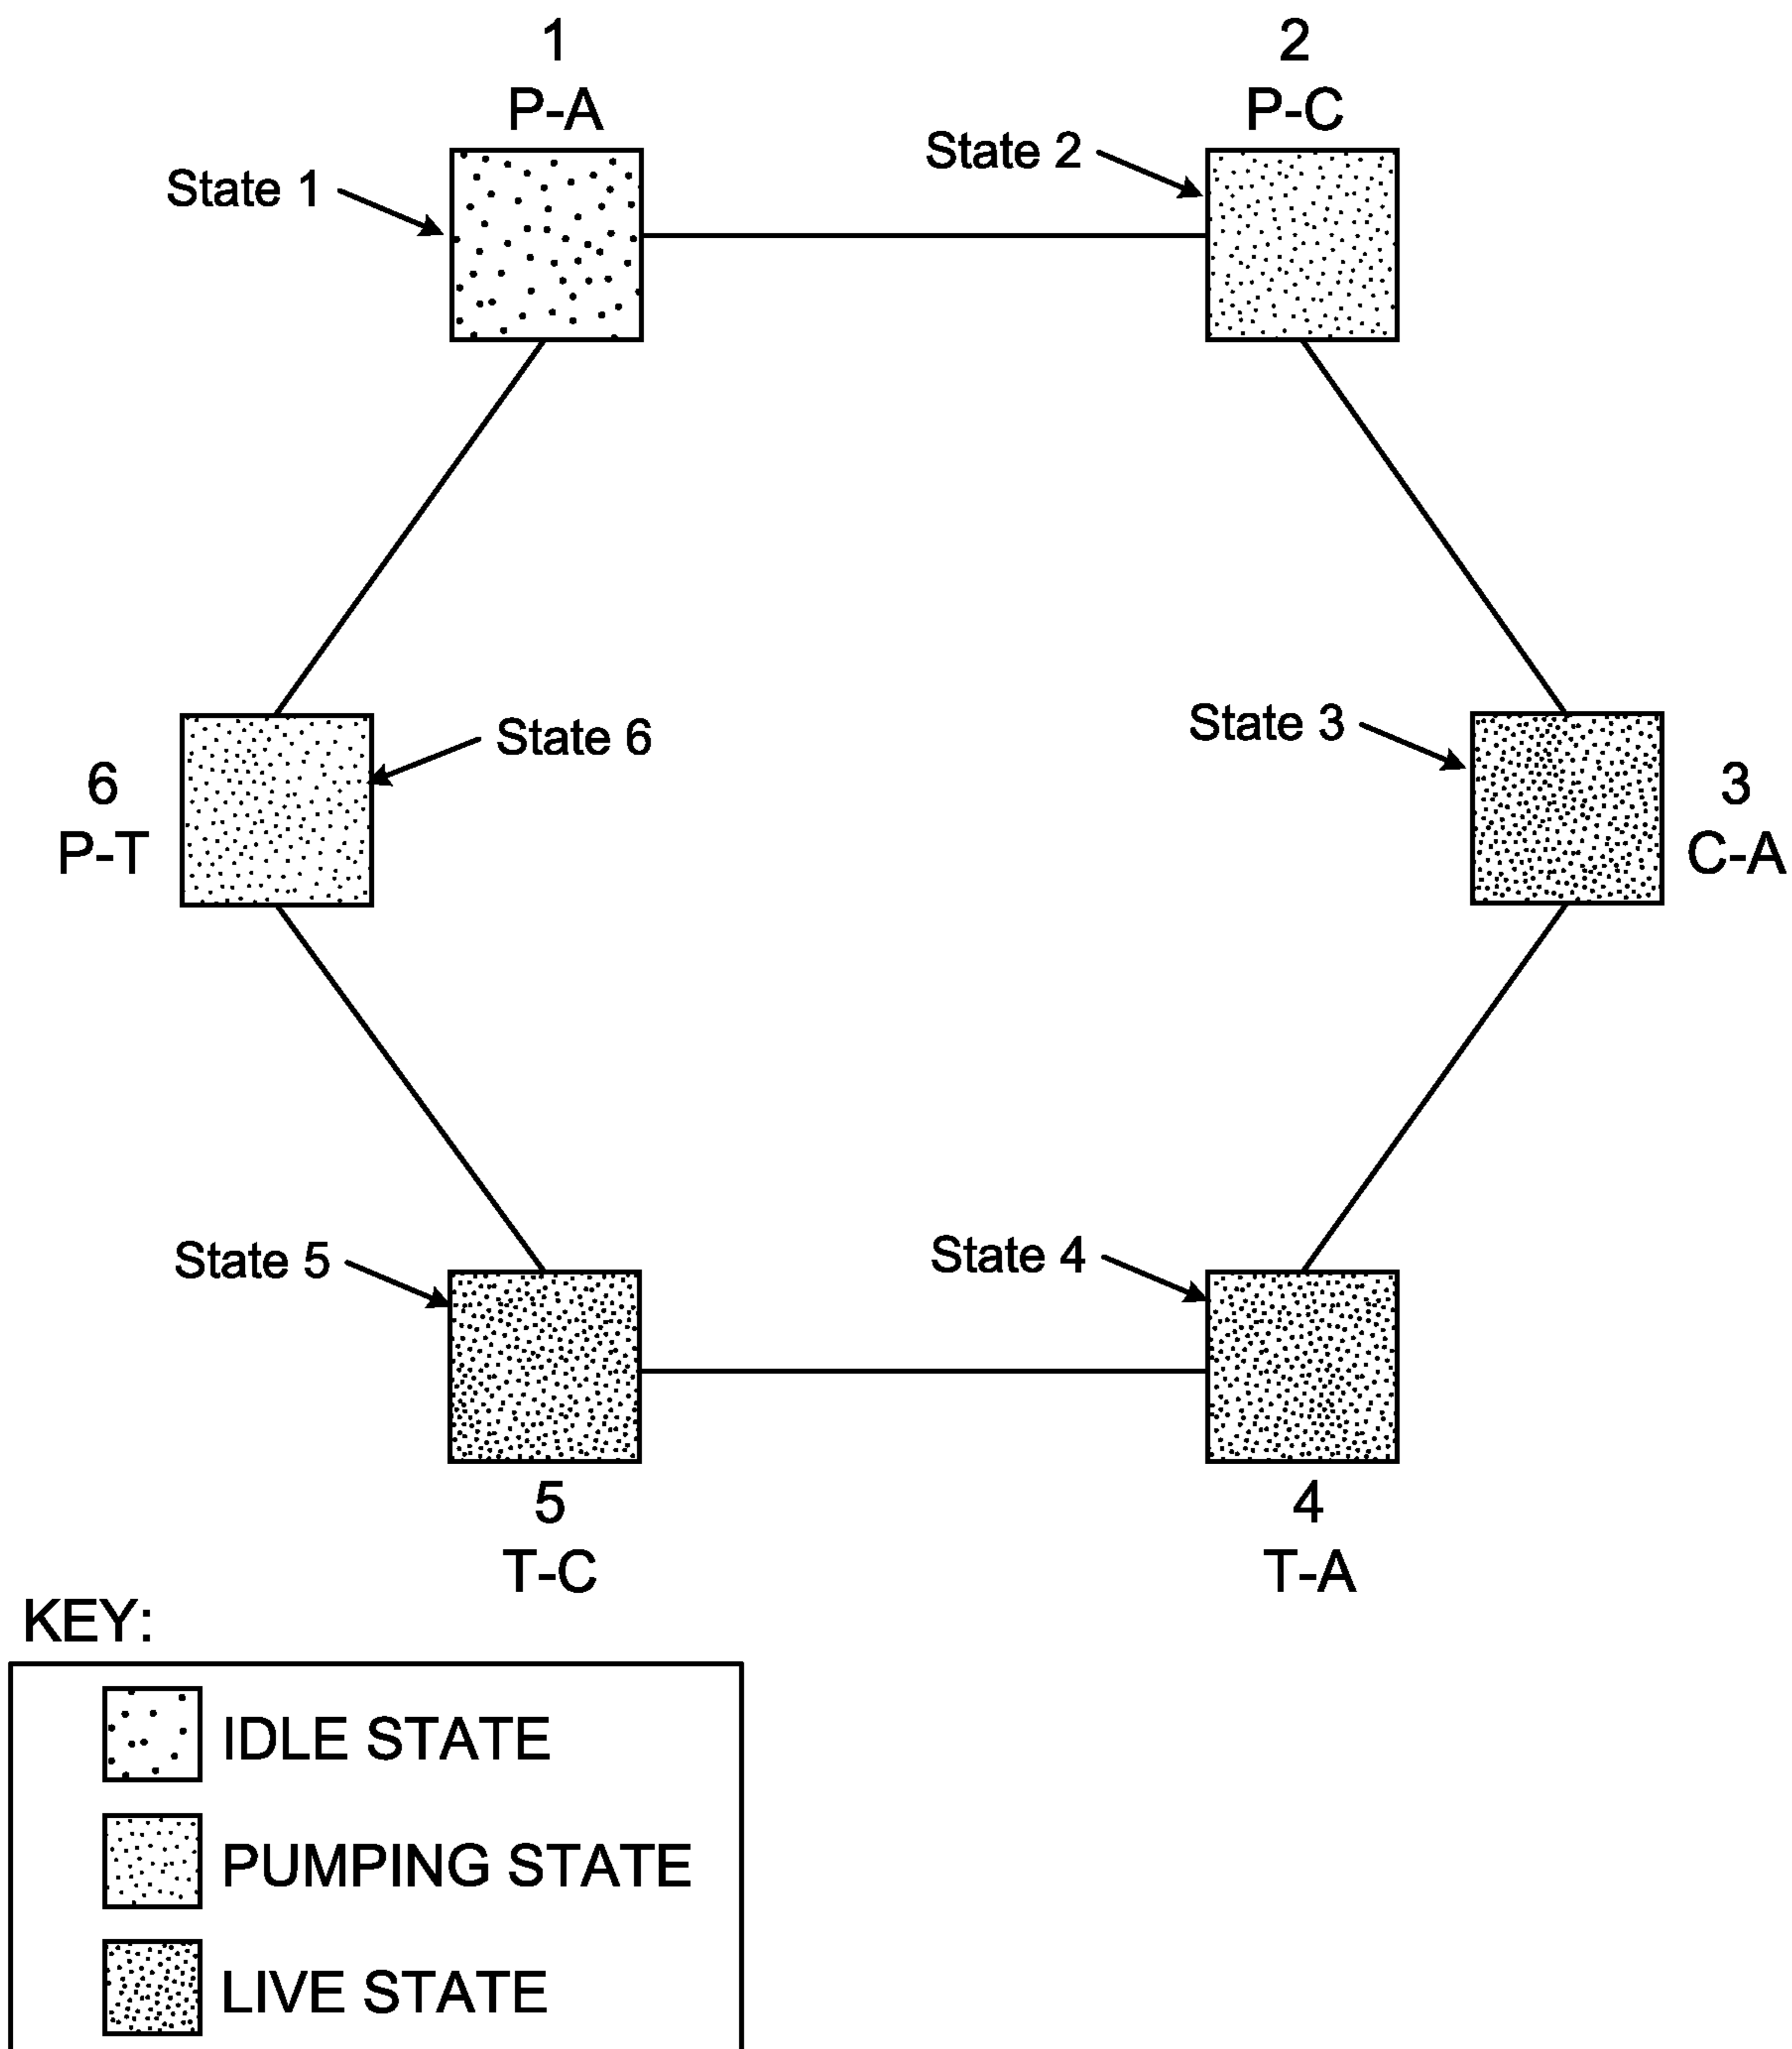 1
P-A
State 1
2
P-C
State 2
State 6
6
P-T
State 3
3
C-A
State 5
5
T-C
State 4
4
T-A
KEY:
IDLE STATE
PUMPING STATE
LIVE STATE